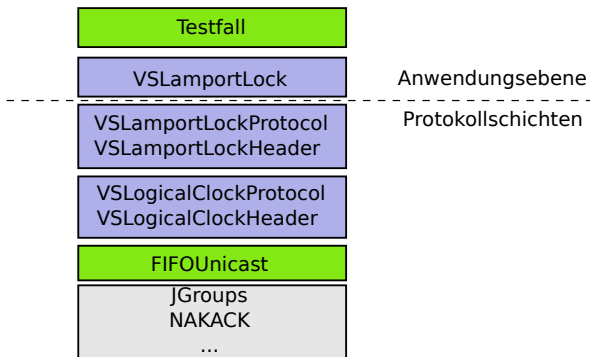 Testfall
VSLamportLock
Anwendungsebene
VSLamportLockProtocol
VSLamportLockHeader
Protokollschichten
VSLogicalClockProtocol
VSLogicalClockHeader
FIFOUnicast
JGroups
NAKACK
...